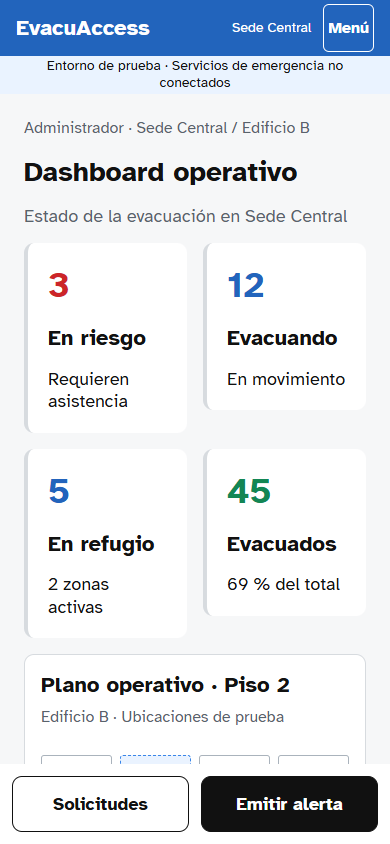 EvacuAccess
Sede Central
Menú
Entorno de prueba · Servicios de emergencia no
conectados
Administrador · Sede Central / Edificio B
Dashboard operativo
Estado de la evacuación en Sede Central
3
En riesgo
Requieren
asistencia
12
Evacuando
En movimiento
5
En refugio
2 zonas
activas
45
Evacuados
69 % del total
Plano operativo · Piso 2
Edificio B · Ubicaciones de prueba
Solicitudes
Emitir alerta